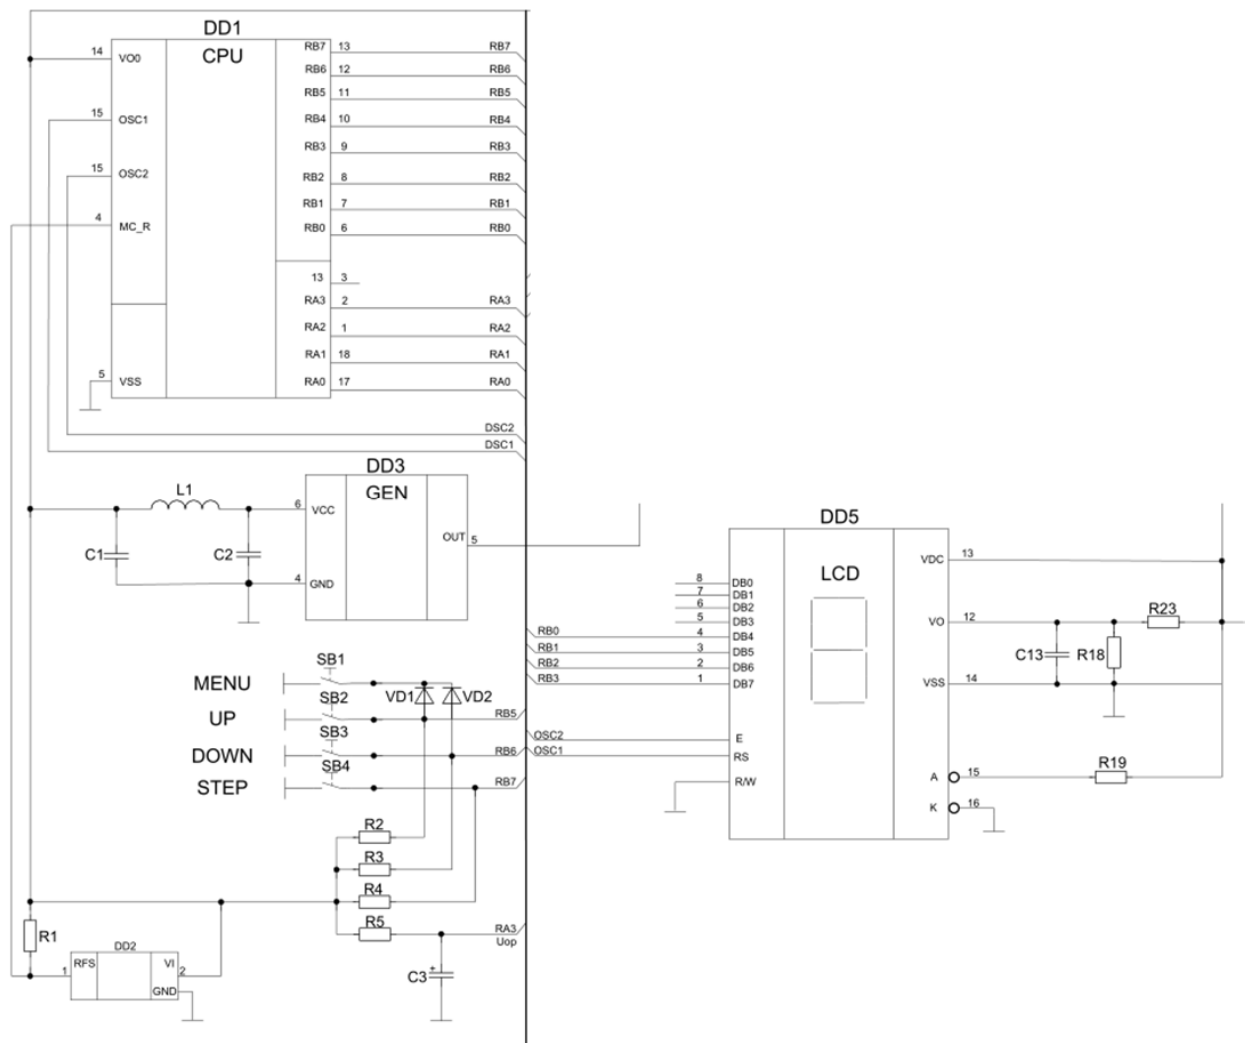 DD1
CPU
14 VO0
15 OSC1
15 OSC2
4 MC_R
5 VSS
RB7 13 RB7
RB6 12 RB6
RB5 11 RB5
RB4 10 RB4
RB3 9 RB3
RB2 8 RB2
RB1 7 RB1
RB0 6 RB0
13 3
RA3 2 RA3
RA2 1 RA2
RA1 18 RA1
RA0 17 RA0
DSC2
DSC1
DD3
GEN
L1
C1
C2
6 VCC
4 GND
OUT 5
MENU SB1
UP SB2
DOWN SB3
STEP SB4
VD1
VD2
RB5
RB6
RB7
R2
R3
R4
R5
RA3
Uop
C3
+
R1
DD2
1 RFS
VI 2
GND
DD5
LCD
8 DB0
7 DB1
6 DB2
5 DB3
RB0 4 DB4
RB1 3 DB5
RB2 2 DB6
RB3 1 DB7
OSC2 E
OSC1 RS
R/W
VDC 13
VO 12
VSS 14
A 15
K 16
C13
R18
R23
R19